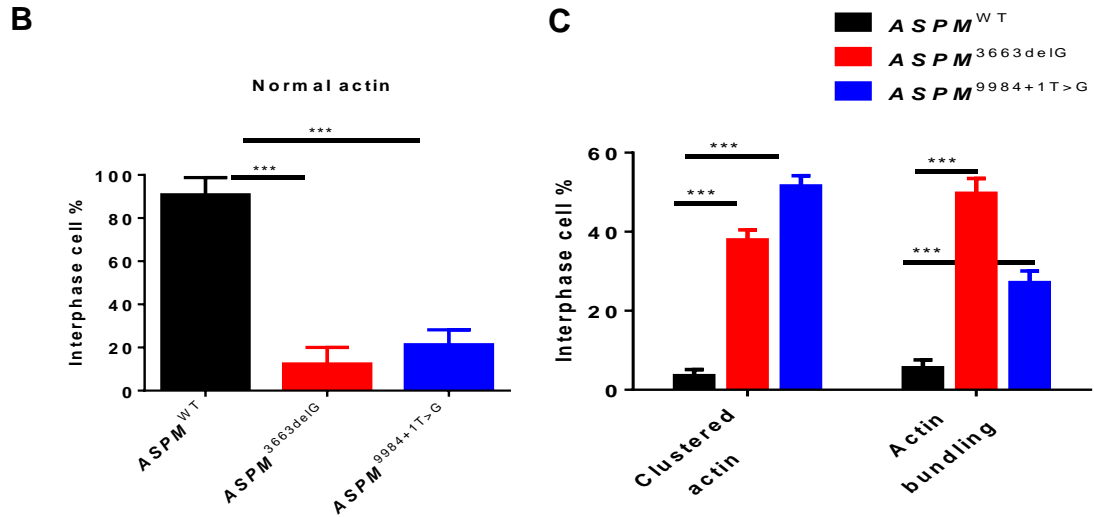 B
Normal actin
***
***
Interphase cell %
100
80
60
40
20
0
ASPM^WT
ASPM^3663delG
ASPM^9984+1T>G
C
ASPM^WT
ASPM^3663delG
ASPM^9984+1T>G
***
***
***
***
Interphase cell %
60
40
20
0
Clustered
actin
Actin
bundling